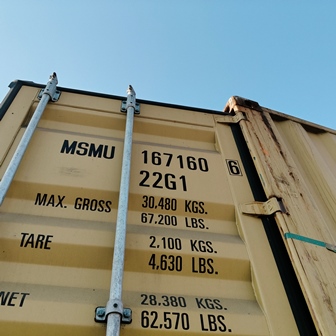 MSMU 167160 6
22G1
MAX. GROSS 30,480 KGS.
67,200 LBS.
TARE 2,100 KGS.
4,630 LBS.
NET 28.380 KGS.
62,570 LBS.